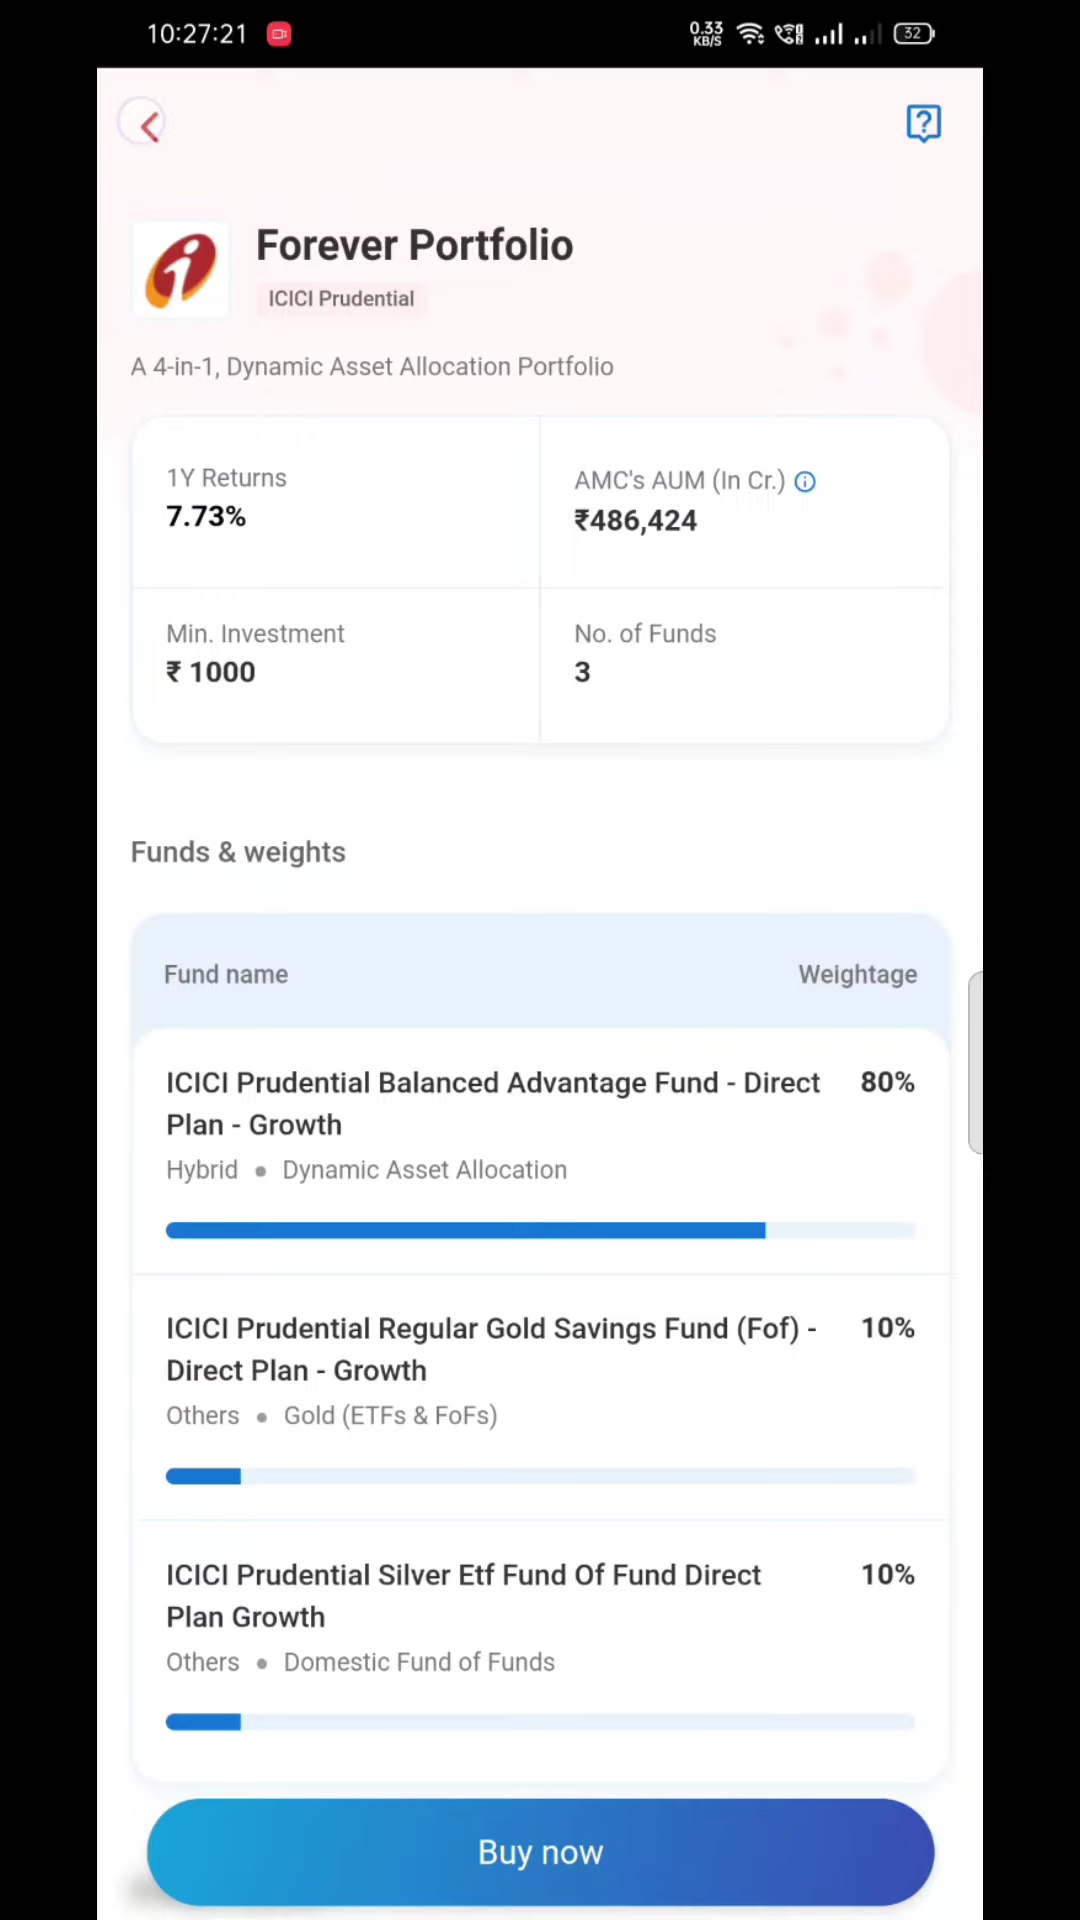 10:27:21
0.33
KB/S
32
Forever Portfolio
ICICI Prudential
A 4-in-1, Dynamic Asset Allocation Portfolio
1Y Returns
7.73%
AMC's AUM (In Cr.)
₹486,424
Min. Investment
₹ 1000
No. of Funds
3
Funds & weights
Fund name
Weightage
ICICI Prudential Balanced Advantage Fund - Direct 80%
Plan - Growth
Hybrid • Dynamic Asset Allocation
ICICI Prudential Regular Gold Savings Fund (Fof) - 10%
Direct Plan - Growth
Others • Gold (ETFs & FoFs)
ICICI Prudential Silver Etf Fund Of Fund Direct 10%
Plan Growth
Others • Domestic Fund of Funds
Buy now